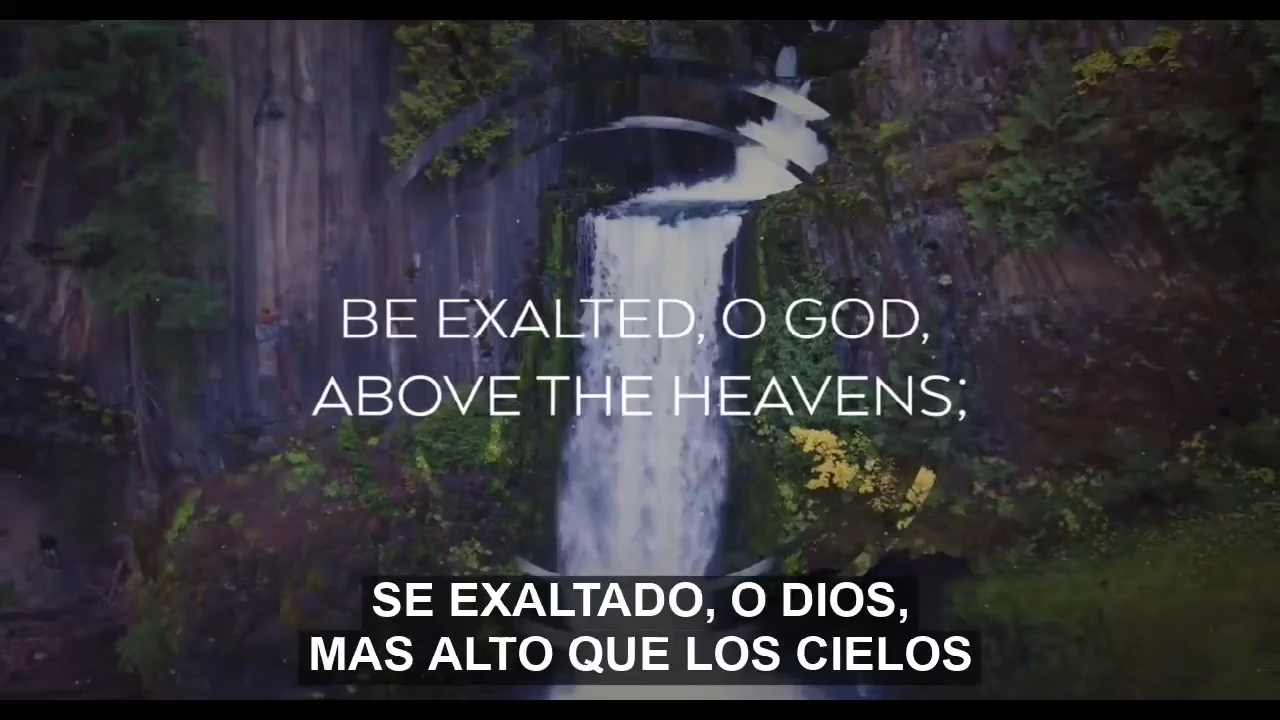 BE EXALTED, O GOD,
ABOVE THE HEAVENS;
SE EXALTADO, O DIOS,
MAS ALTO QUE LOS CIELOS